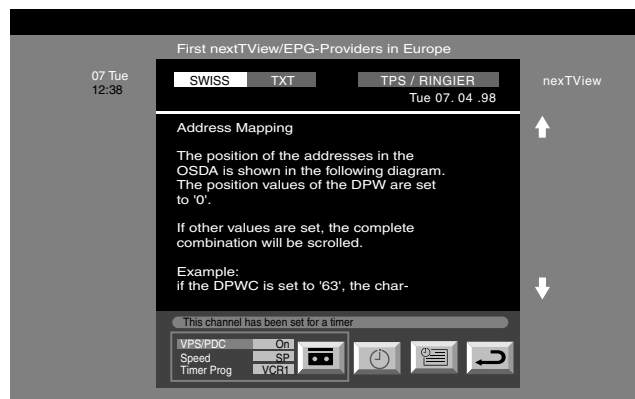 First nextTView/EPG-Providers in Europe
07 Tue
12:38
SWISS TXT TPS / RINGIER
Tue 07. 04 .98
nexTView
Address Mapping
The position of the addresses in the
OSDA is shown in the following diagram.
The position values of the DPW are set
to '0'.
If other values are set, the complete
combination will be scrolled.
Example:
if the DPWC is set to '63', the char-
This channel has been set for a timer
VPS/PDC On
Speed SP
Timer Prog VCR1